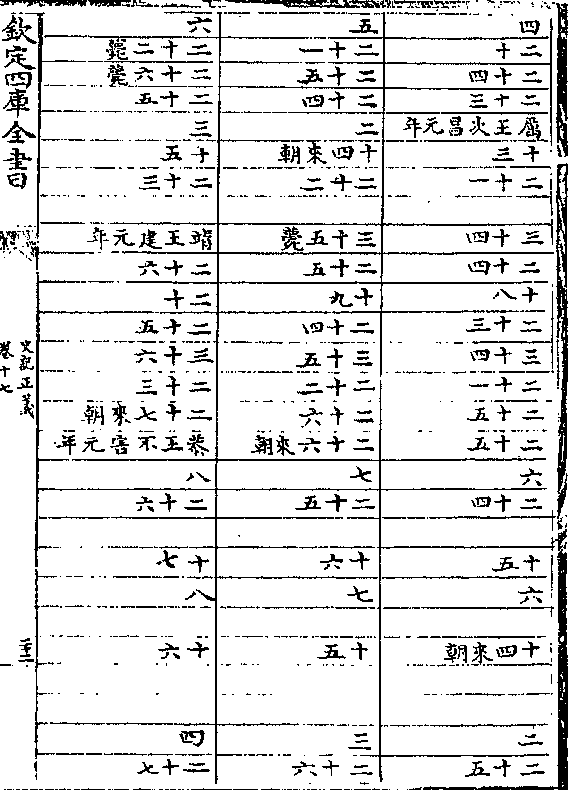 四
二十
二十四
二十三
厲王次昌元年
十三
二十一
三十四
二十四
十八
二十三
三十四
二十一
二十五
二十五
六
二十四
十五
六
十四來朝
二
二十五
五
二十一
二十五
二十四
二
十四來朝
二十二
三十五薨
二十五
十九
二十四
三十五
二十二
二十六
二十六來朝
七
二十五
十六
七
十五
三
二十六
六
二十二薨
二十六薨
二十五
三
十五
二十三
靖王建元年
二十六
二十
二十五
三十六
二十三
二十七來朝
恭王不害元年
八
二十六
十七
八
十六
四
二十七
欽定四庫全書
史記正義
卷十七